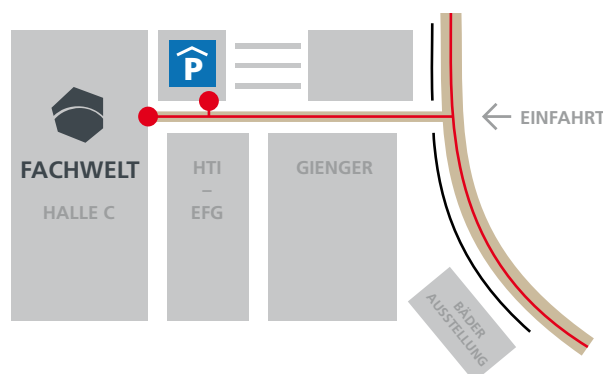 P
EINFAHRT
FACHWELT
HALLE C
HTI
–
EFG
GIENGER
BÄDER
AUSSTELLUNG